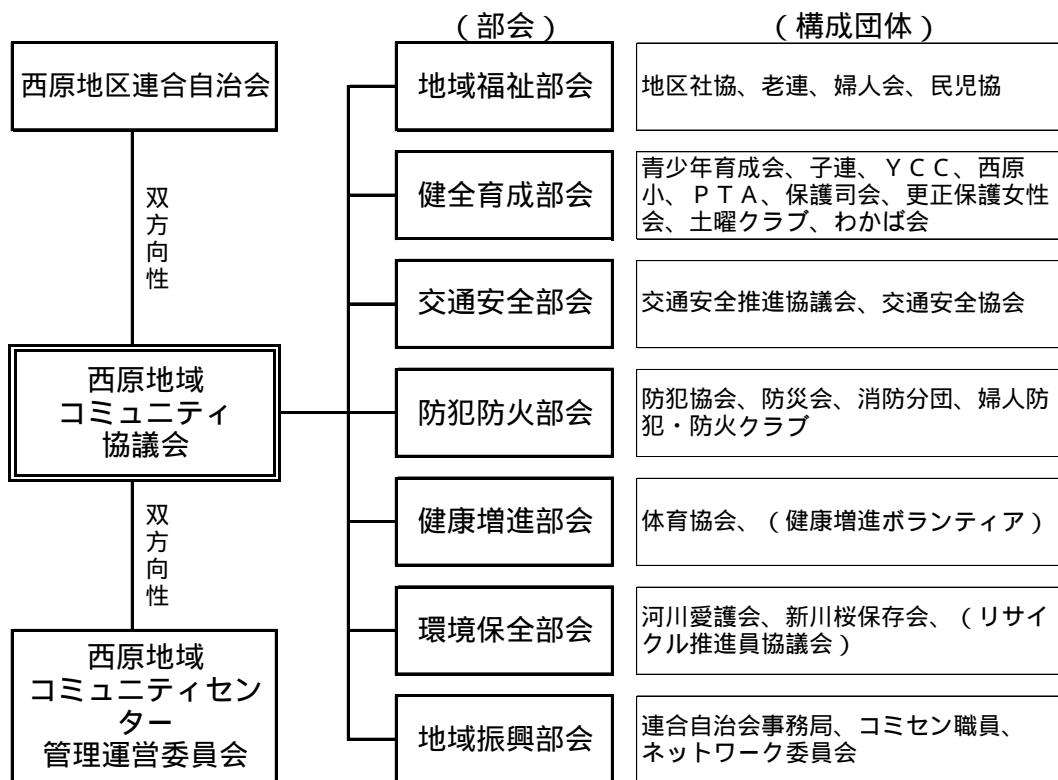 (部会)
(構成団体)
西原地区連合自治会
双方向性
西原地域
コミュニティ
協議会
双方向性
西原地域
コミュニティセン
ター
管理運営委員会
地域福祉部会
地区社協、老連、婦人会、民児協
健全育成部会
青少年育成会、子連、ＹＣＣ、西原
小、ＰＴＡ、保護司会、更正保護女性
会、土曜クラブ、わかば会
交通安全部会
交通安全推進協議会、交通安全協会
防犯防火部会
防犯協会、防災会、消防分団、婦人防
犯・防火クラブ
健康増進部会
体育協会、(健康増進ボランティア)
環境保全部会
河川愛護会、新川桜保存会、(リサイ
クル推進員協議会)
地域振興部会
連合自治会事務局、コミセン職員、
ネットワーク委員会